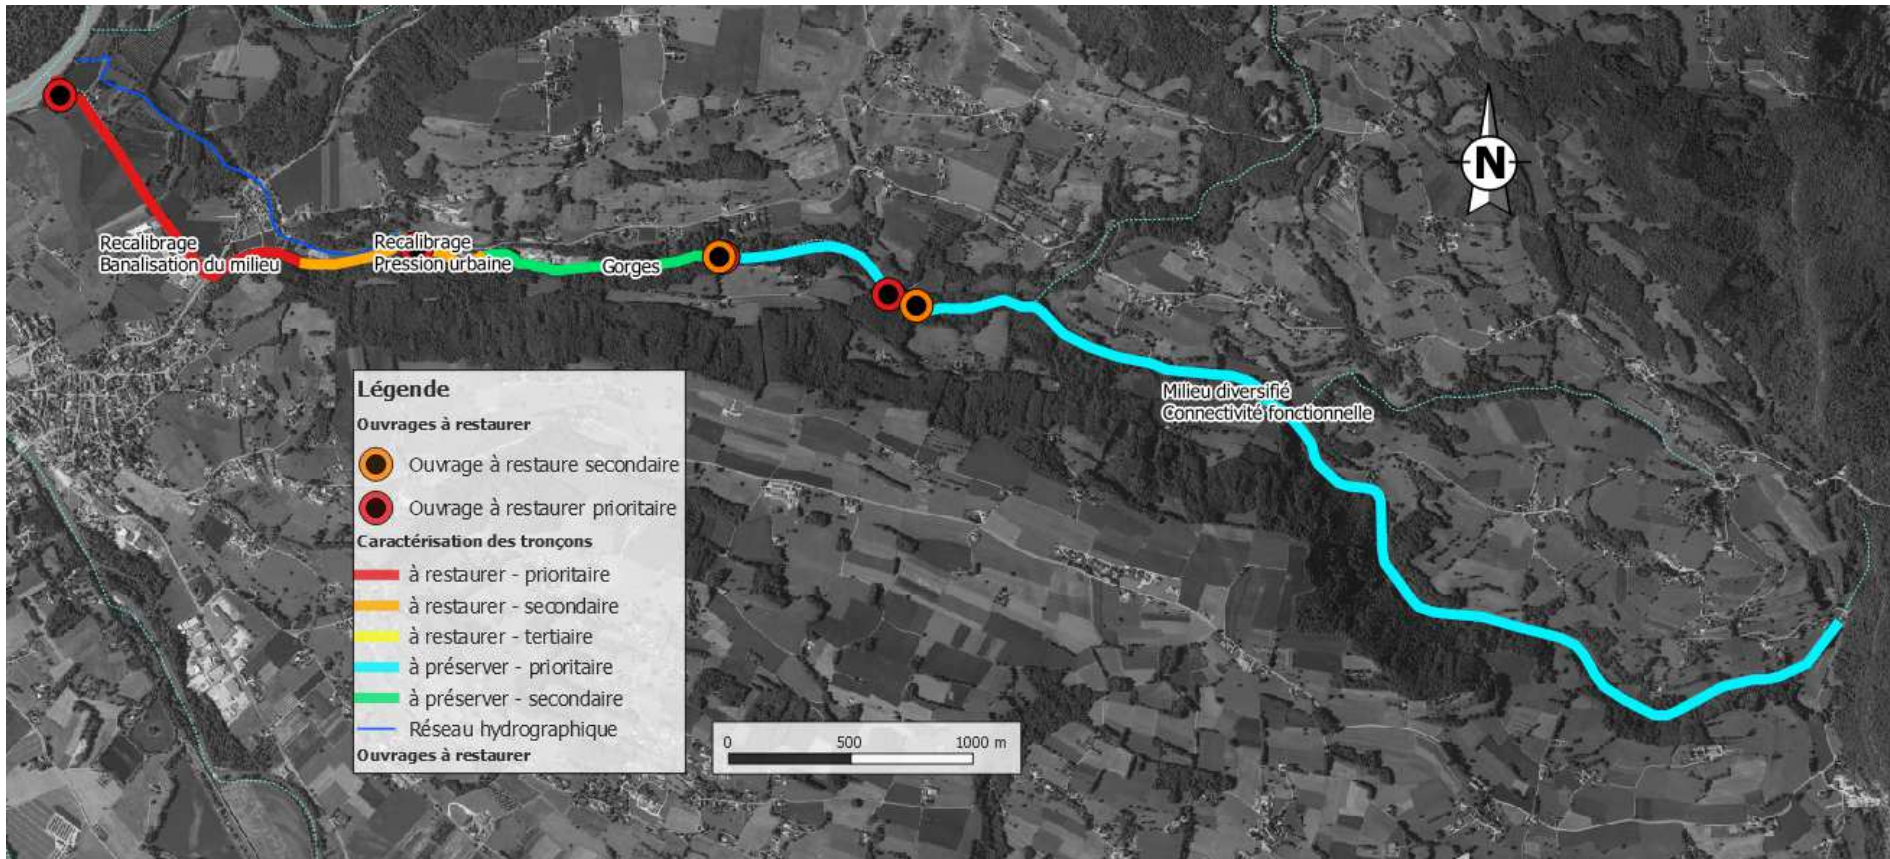 N
Recalibrage
Banalisation du milieu
Recalibrage
Pression urbaine
Gorges
Milieu diversifié
Connectivité fonctionnelle
Légende
Ouvrages à restaurer
Ouvrage à restaure secondaire
Ouvrage à restaurer prioritaire
Caractérisation des tronçons
à restaurer - prioritaire
à restaurer - secondaire
à restaurer - tertiaire
à préserver - prioritaire
à préserver - secondaire
Réseau hydrographique
Ouvrages à restaurer
0 500 1000 m